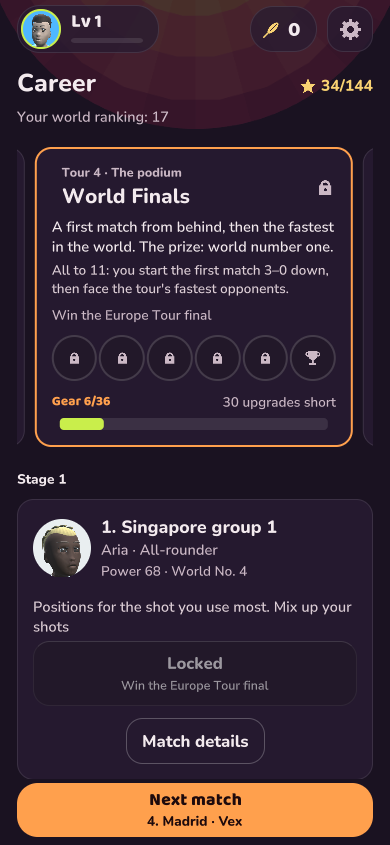 Lv 1
0
Career
34/144
Your world ranking: 17
Tour 4 · The podium
World Finals
A first match from behind, then the fastest
in the world. The prize: world number one.
All to 11: you start the first match 3–0 down,
then face the tour's fastest opponents.
Win the Europe Tour final
Gear 6/36
30 upgrades short
Stage 1
1. Singapore group 1
Aria · All-rounder
Power 68 · World No. 4
Positions for the shot you use most. Mix up your
shots
Locked
Win the Europe Tour final
Match details
Next match
4. Madrid · Vex